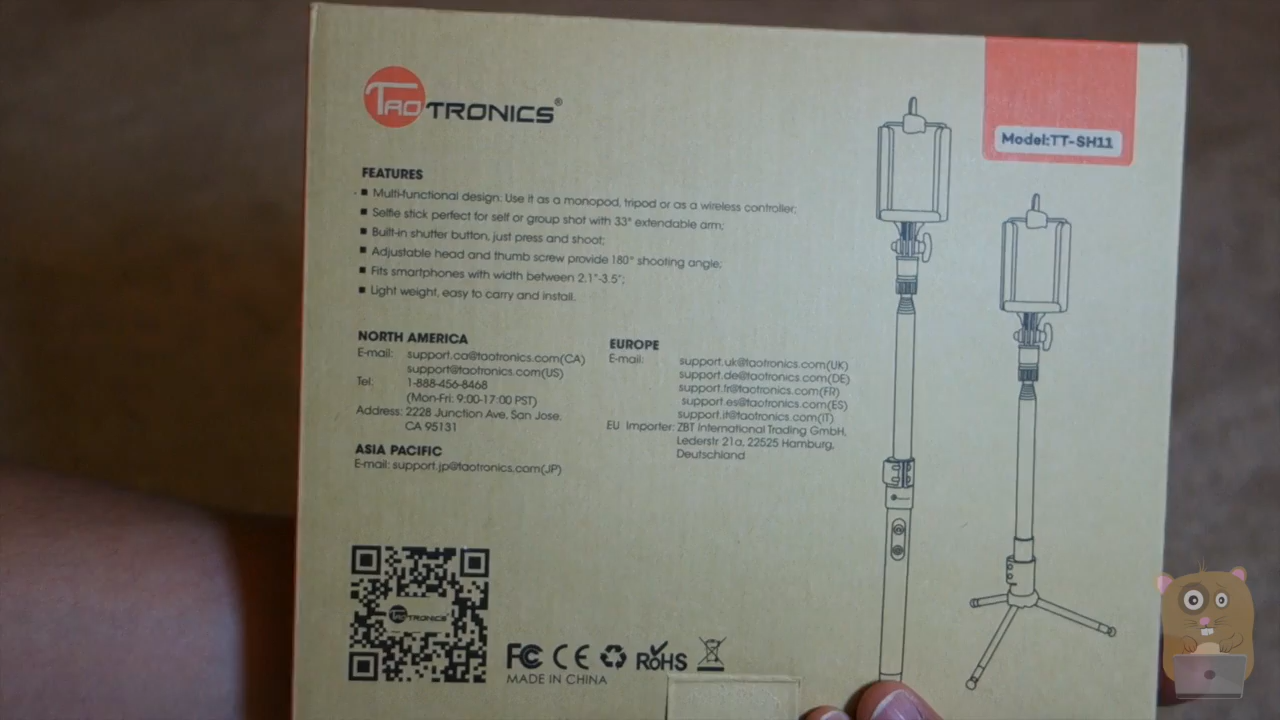 TAOTRONICS®
Model:TT-SH11
FEATURES
▪ Multi-functional design: Use it as a monopod, tripod or as a wireless controller;
▪ Selfie stick perfect for self or group shot with 33" extendable arm;
▪ Built-in shutter button, just press and shoot;
▪ Adjustable head and thumb screw provide 180° shooting angle;
▪ Fits smartphones with width between 2.1"-3.5";
▪ Light weight, easy to carry and install.
NORTH AMERICA
E-mail: support.ca@taotronics.com(CA)
support@taotronics.com(US)
Tel: 1-888-456-8468
(Mon-Fri: 9:00-17:00 PST)
Address: 2228 Junction Ave, San Jose.
CA 95131
ASIA PACIFIC
E-mail: support.jp@taotronics.com(JP)
EUROPE
E-mail: support.uk@taotronics.com(UK)
support.de@taotronics.com(DE)
support.fr@taotronics.com(FR)
support.es@taotronics.com(ES)
support.it@taotronics.com(IT)
EU Importer: ZBT International Trading GmbH,
Lederstr 21a, 22525 Hamburg,
Deutschland
TAOTRONICS
FC CE RoHS
MADE IN CHINA